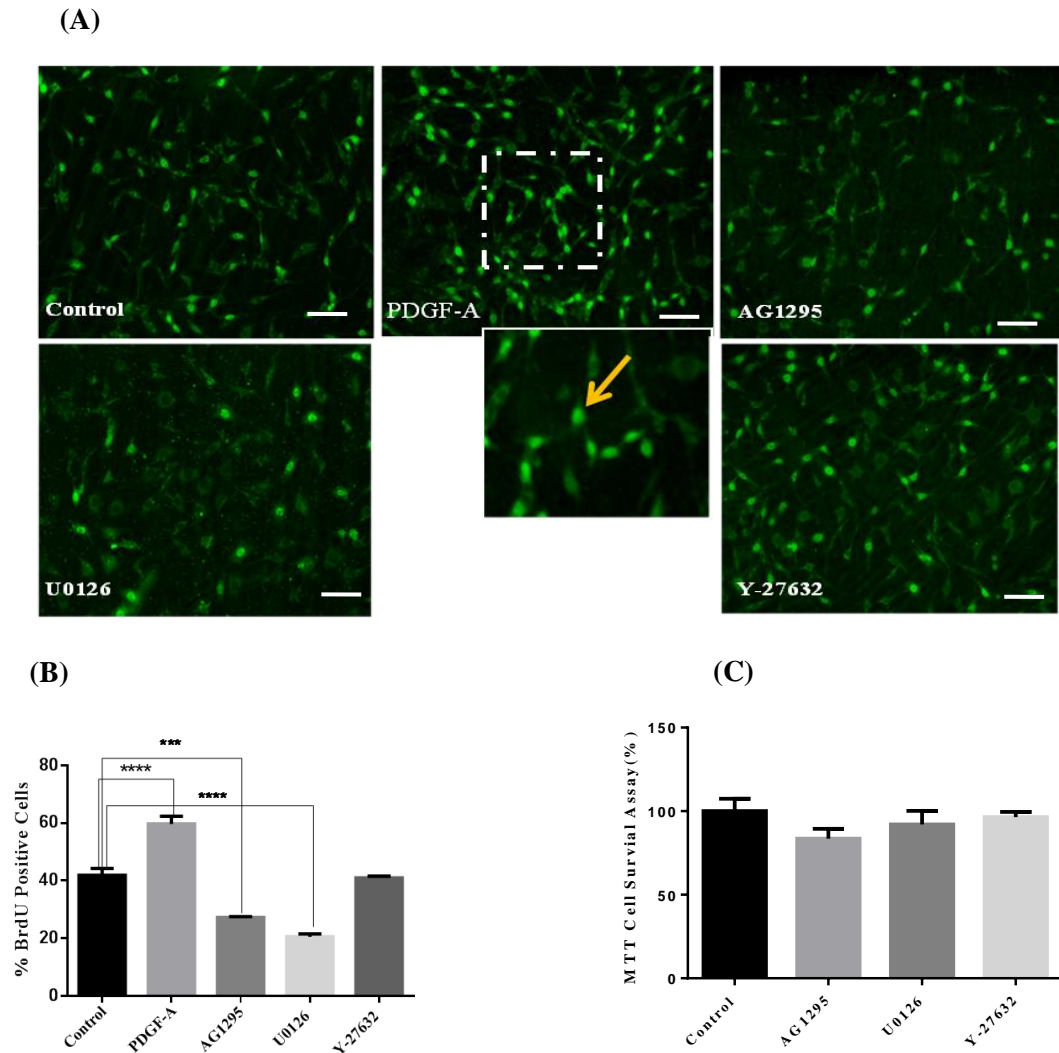 (A)
Control
PDGF-A
AG1295
U0126
Y-27632
(B)
% BrdU Positive Cells
80
60
40
20
0
***
****
****
Control
PDGF-A
AG1295
U0126
Y-27632
(C)
MTT Cell Survial Assay(%)
150
100
50
0
Control
AG1295
U0126
Y-27632